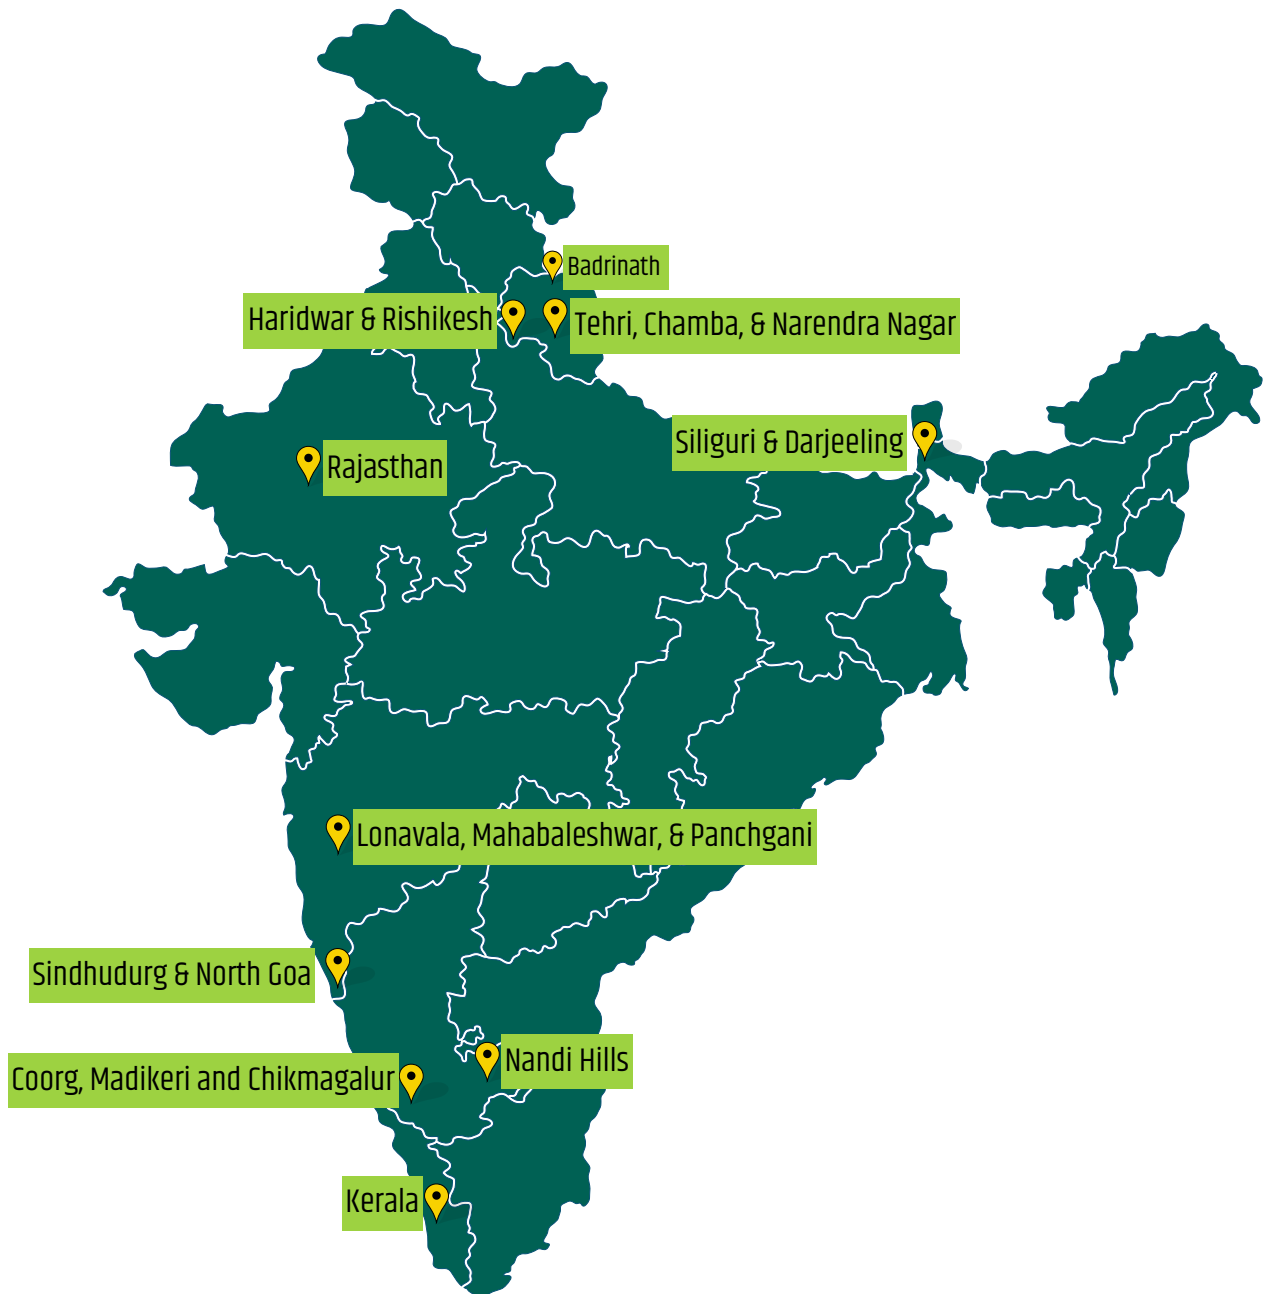 Badrinath
Haridwar & Rishikesh
Tehri, Chamba, & Narendra Nagar
Siliguri & Darjeeling
Rajasthan
Lonavala, Mahabaleshwar, & Panchgani
Sindhudurg & North Goa
Nandi Hills
Coorg, Madikeri and Chikmagalur
Kerala